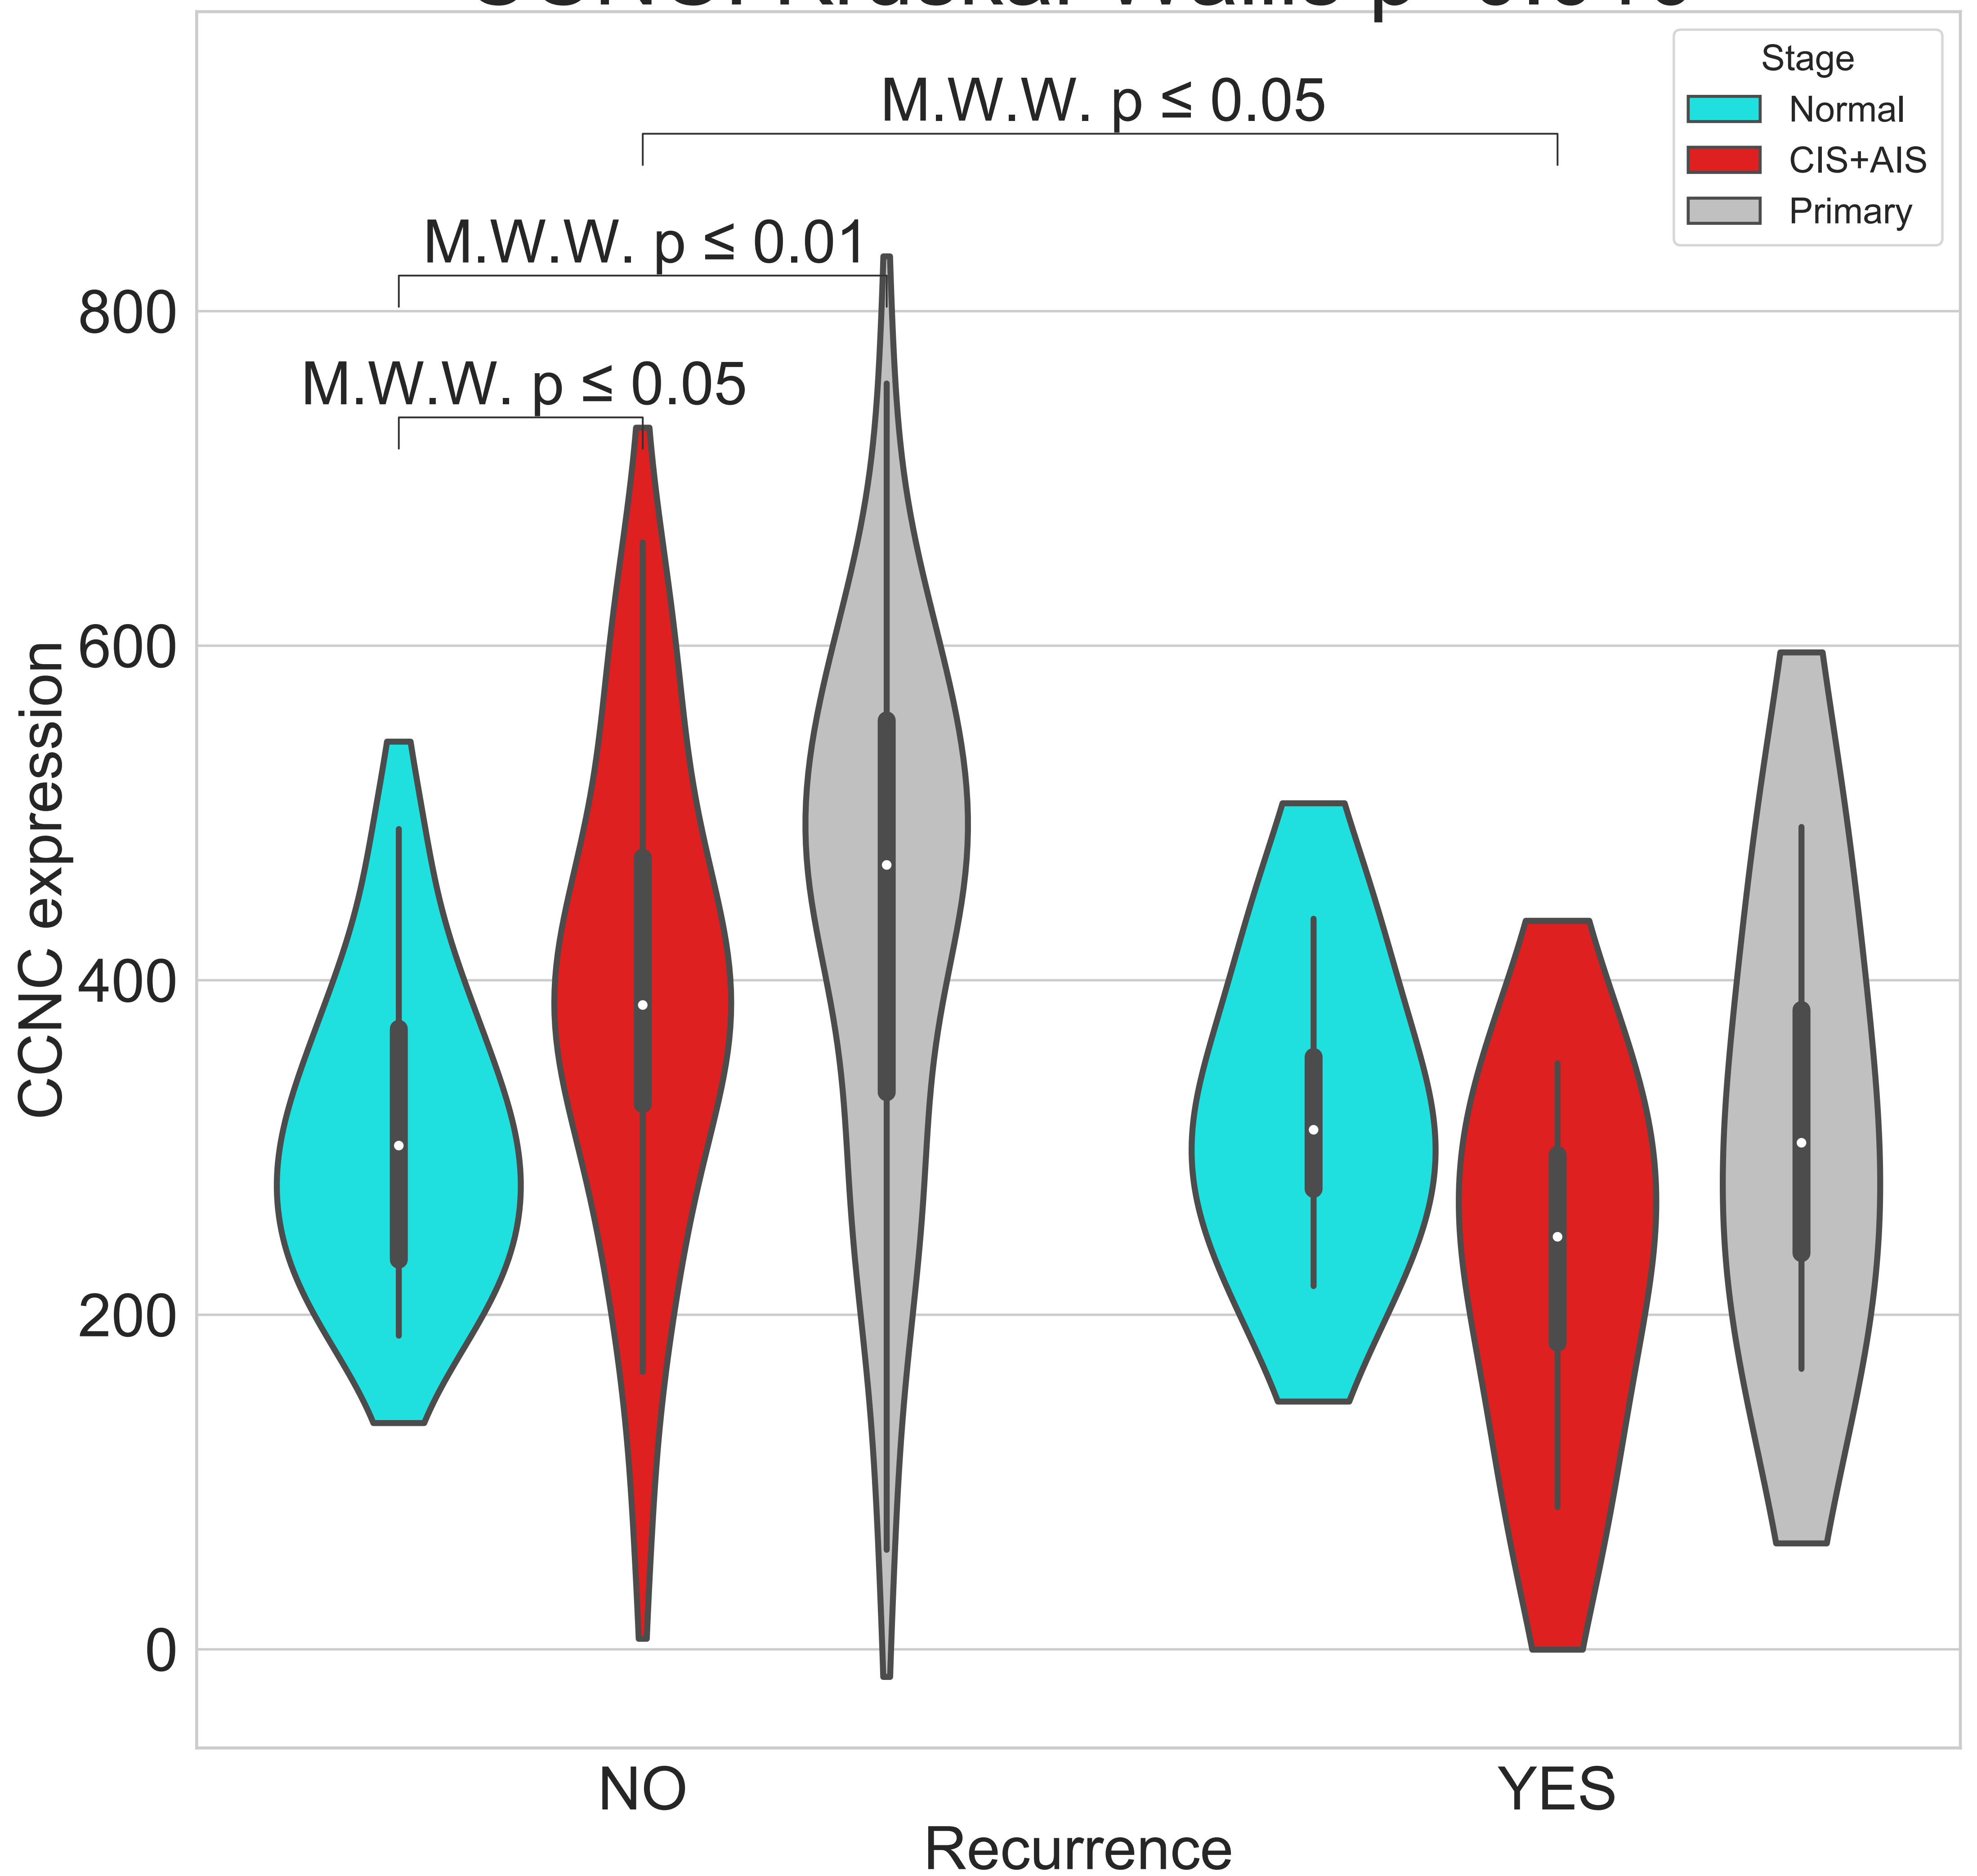 Stage
Normal
CIS+AIS
Primary
M.W.W. p ≤ 0.05
M.W.W. p ≤ 0.01
M.W.W. p ≤ 0.05
CCNC expression
800
600
400
200
0
NO
YES
Recurrence